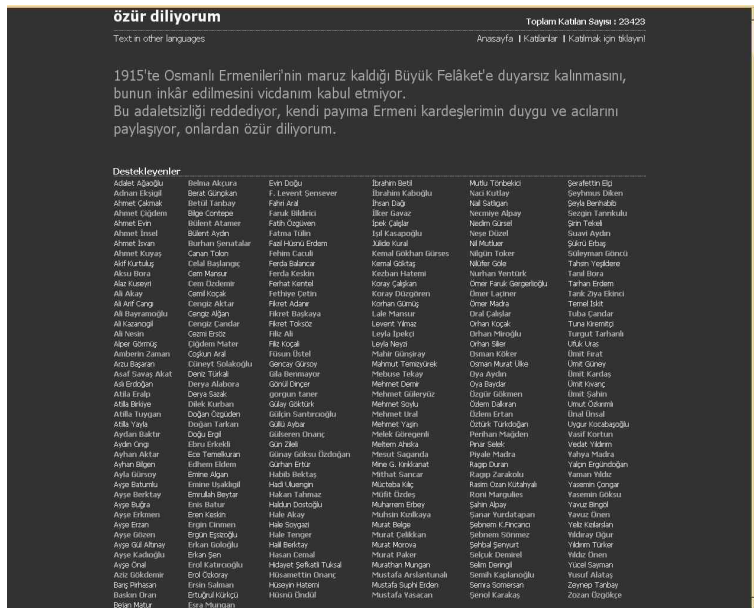 özür diliyorum
Toplam Katılan Sayısı : 23423
Text in other languages
Anasayfa | Katılanlar | Katılmak için tıklayın!
1915'te Osmanlı Ermenileri'nin maruz kaldığı Büyük Felâket'e duyarsız kalınmasını,
bunun inkâr edilmesini vicdanım kabul etmiyor.
Bu adaletsizliği reddediyor, kendi payıma Ermeni kardeşlerimin duygu ve acılarını
paylaşıyor, onlardan özür diliyorum.
Destekleyenler
Adalet Ağaoğlu Belma Akçura Evin Doğu İbrahim Betil Mutlu Tönbekici Şerafettin Elçi
Adnan Ekşigil Berat Günçıkan F. Levent Şensever İbrahim Kaboğlu Naci Kutlay Şeyhmus Diken
Ahmet Çakmak Betül Tanbay Fahri Aral İhsan Dağı Nail Satlıgan Şeyla Benhabib
Ahmet Çiğdem Bilge Contepe Faruk Bildirici İlker Gavaz Necmiye Alpay Sezgin Tanrıkulu
Ahmet Evin Bülent Atamer Fatih Özgüven İpek Çalışlar Nedim Gürsel Şirin Tekeli
Ahmet İnsel Bülent Aydın Fatma Tülin Işıl Kasapoğlu Neşe Düzel Suavi Aydın
Ahmet İsvan Burhan Şenatalar Fazıl Hüsnü Erdem Jülide Kural Nil Mutluer Şükrü Erbaş
Ahmet Kuyaş Canan Tolon Fehim Caculi Kemal Gökhan Gürses Nilgün Toker Süleyman Göncü
Akif Kurtuluş Celal Başlangıç Ferda Balancar Kemal Göktaş Nilüfer Göle Tahsin Yeşildere
Aksu Bora Cem Mansur Ferda Keskin Kezban Hatemi Nurhan Yentürk Tanıl Bora
Alaz Kuseyri Cem Özdemir Ferhat Kentel Koray Çalışkan Ömer Faruk Gergerlioğlu Tarhan Erdem
Ali Akay Cemil Koçak Fethiye Çetin Koray Düzgören Ömer Laçiner Tarık Ziya Ekinci
Ali Arif Cangı Cengiz Aktar Fikret Adanır Korhan Gümüş Ömer Madra Temel İskit
Ali Bayramoğlu Cengiz Alğan Fikret Başkaya Lale Mansur Oral Çalışlar Tuba Çandar
Ali Kazancıgil Cengiz Çandar Fikret Toksöz Levent Yılmaz Orhan Koçak Tuna Kiremitçi
Ali Nesin Cezmi Ersöz Filiz Ali Leyla İpekçi Orhan Miroğlu Turgut Tarhanlı
Alper Görmüş Çiğdem Mater Filiz Koçali Leyla Neyzi Orhan Silier Ufuk Uras
Amberin Zaman Coşkun Aral Füsun Üstel Mahir Günşiray Osman Köker Ümit Fırat
Arzu Başaran Cüneyt Solakoğlu Gencay Gürsoy Mahmut Temizyürek Osman Murat Ülke Ümit Güney
Asaf Savaş Akat Deniz Türkali Gila Benmayor Mebuse Tekay Oya Aydın Ümit Kardaş
Aslı Erdoğan Derya Alabora Gönül Dinçer Mehmet Demir Oya Baydar Ümit Kıvanç
Atila Eralp Derya Sazak gorgun taner Mehmet Güleryüz Özgür Gökmen Ümit Şahin
Atilla Birkiye Dilek Kurban Gülay Göktürk Mehmet Soylu Özlem Dalkıran Umut Özkırımlı
Atilla Tuygan Doğan Özgüden Gülçin Santırcıoğlu Mehmet Ural Özlem Ertan Ünal Ünsal
Atilla Yayla Doğan Tarkan Güllü Aybar Mehmet Yaşin Öztürk Türkdoğan Uygur Kocabaşoğlu
Aydan Baktır Doğu Ergil Gülseren Onanç Melek Göregenli Perihan Mağden Vasıf Kortun
Aydın Cıngı Ebru Erkekli Gün Zileli Meltem Ahıska Pınar Selek Vedat Yıldırım
Ayhan Aktar Ece Temelkuran Günay Göksu Özdoğan Mesut Saganda Piyale Madra Yahya Madra
Ayhan Bilgen Edhem Eldem Gürhan Ertür Mine G. Kırıkkanat Ragıp Duran Yalçın Ergündoğan
Ayla Gürsoy Emine Algan Habib Bektaş Mithat Sancar Ragıp Zarakolu Yaman Yıldız
Ayşe Batumlu Emine Uşaklıgil Hadi Uluengin Mücteba Kılıç Rasim Ozan Kütahyalı Yasemin Çongar
Ayşe Berktay Emrullah Beytar Hakan Tahmaz Müfit Özdeş Roni Margulies Yasemin Göksu
Ayşe Buğra Enis Batur Haldun Dostoğlu Muharrem Erbey Şahin Alpay Yavuz Bingöl
Ayşe Erkmen Eren Keskin Hale Akay Muhsin Kızılkaya Şanar Yurdatapan Yavuz Önen
Ayşe Erzan Ergin Cinmen Hale Soygazi Murat Belge Şebnem K.Fincancı Yeliz Kızılarslan
Ayşe Gözen Ergün Eşsizoğlu Hale Tenger Murat Çelikkan Şebnem Sönmez Yıldıray Oğur
Ayşe Gül Altınay Erkan Goloğlu Halil Berktay Murat Morova Şehbal Şenyurt Yıldırım Türker
Ayşe Kadıoğlu Erkan Şen Hasan Cemal Murat Paker Selçuk Demirel Yıldız Önen
Ayşe Önal Erol Katırcıoğlu Hidayet Şefkatli Tuksal Murathan Mungan Selim Deringil Yücel Sayman
Aziz Gökdemir Erol Özkoray Hüsamettin Onanç Mustafa Arslantunalı Semih Kaplanoğlu Yusuf Alataş
Barış Pirhasan Ersin Salman Hüseyin Hatemi Mustafa Suphi Erden Semra Somersan Zeynep Tanbay
Baskın Oran Ertuğrul Kürkçü Hüsnü Öndül Mustafa Yasacan Şenol Karakaş Zozan Özgökçe
Bejan Matur Esra Mungan